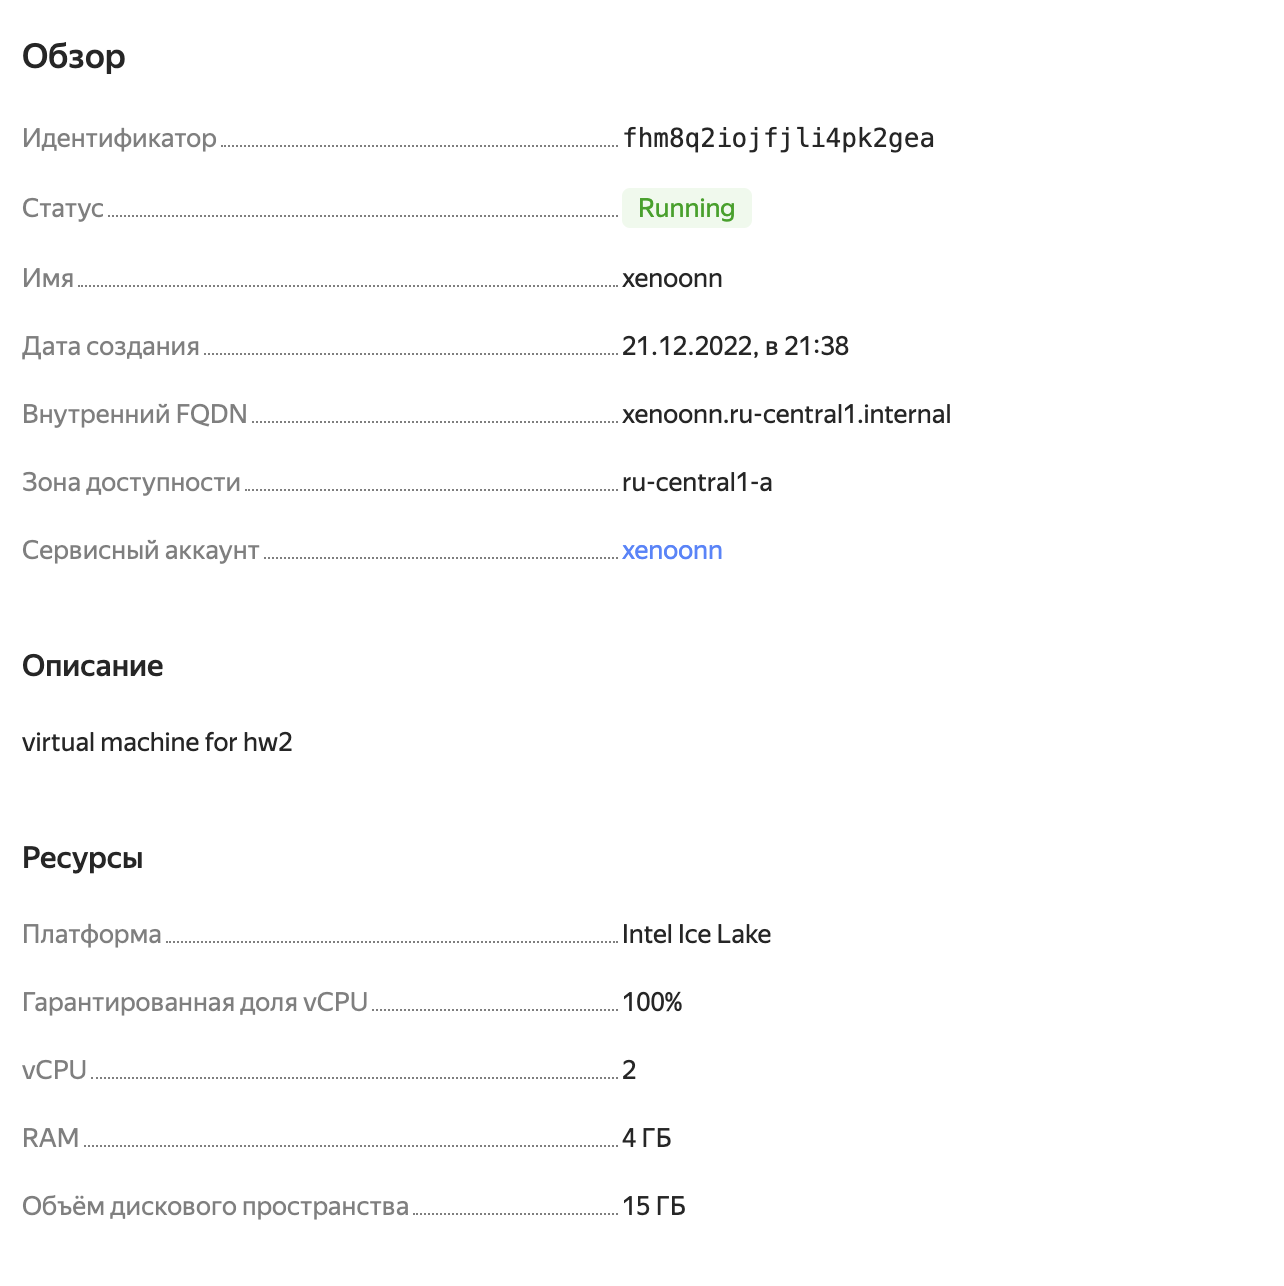 Обзор
Идентификатор fhm8q2iojfjli4pk2gea
Статус Running
Имя xenoonn
Дата создания 21.12.2022, в 21:38
Внутренний FQDN xenoonn.ru-central1.internal
Зона доступности ru-central1-a
Сервисный аккаунт xenoonn
Описание
virtual machine for hw2
Ресурсы
Платформа Intel Ice Lake
Гарантированная доля vCPU 100%
vCPU 2
RAM 4 ГБ
Объём дискового пространства 15 ГБ